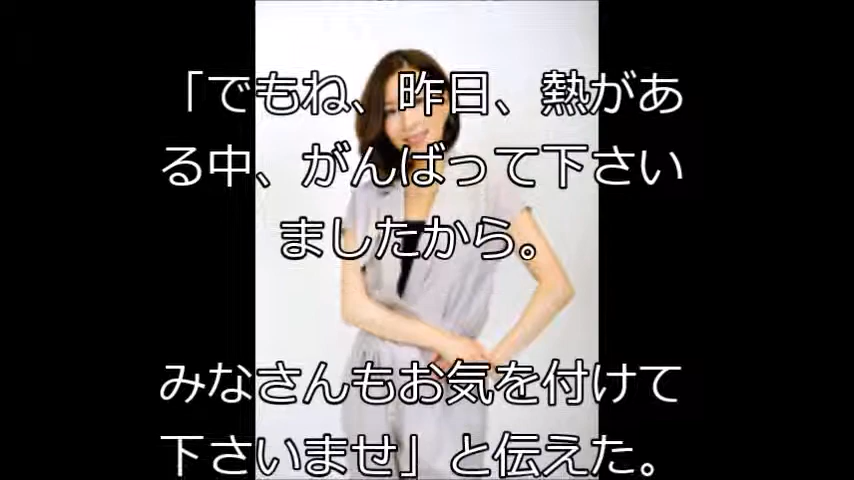 「でもね、昨日、熱があ
る中、がんばって下さい
ましたから。
みなさんもお気を付けて
下さいませ」と伝えた。